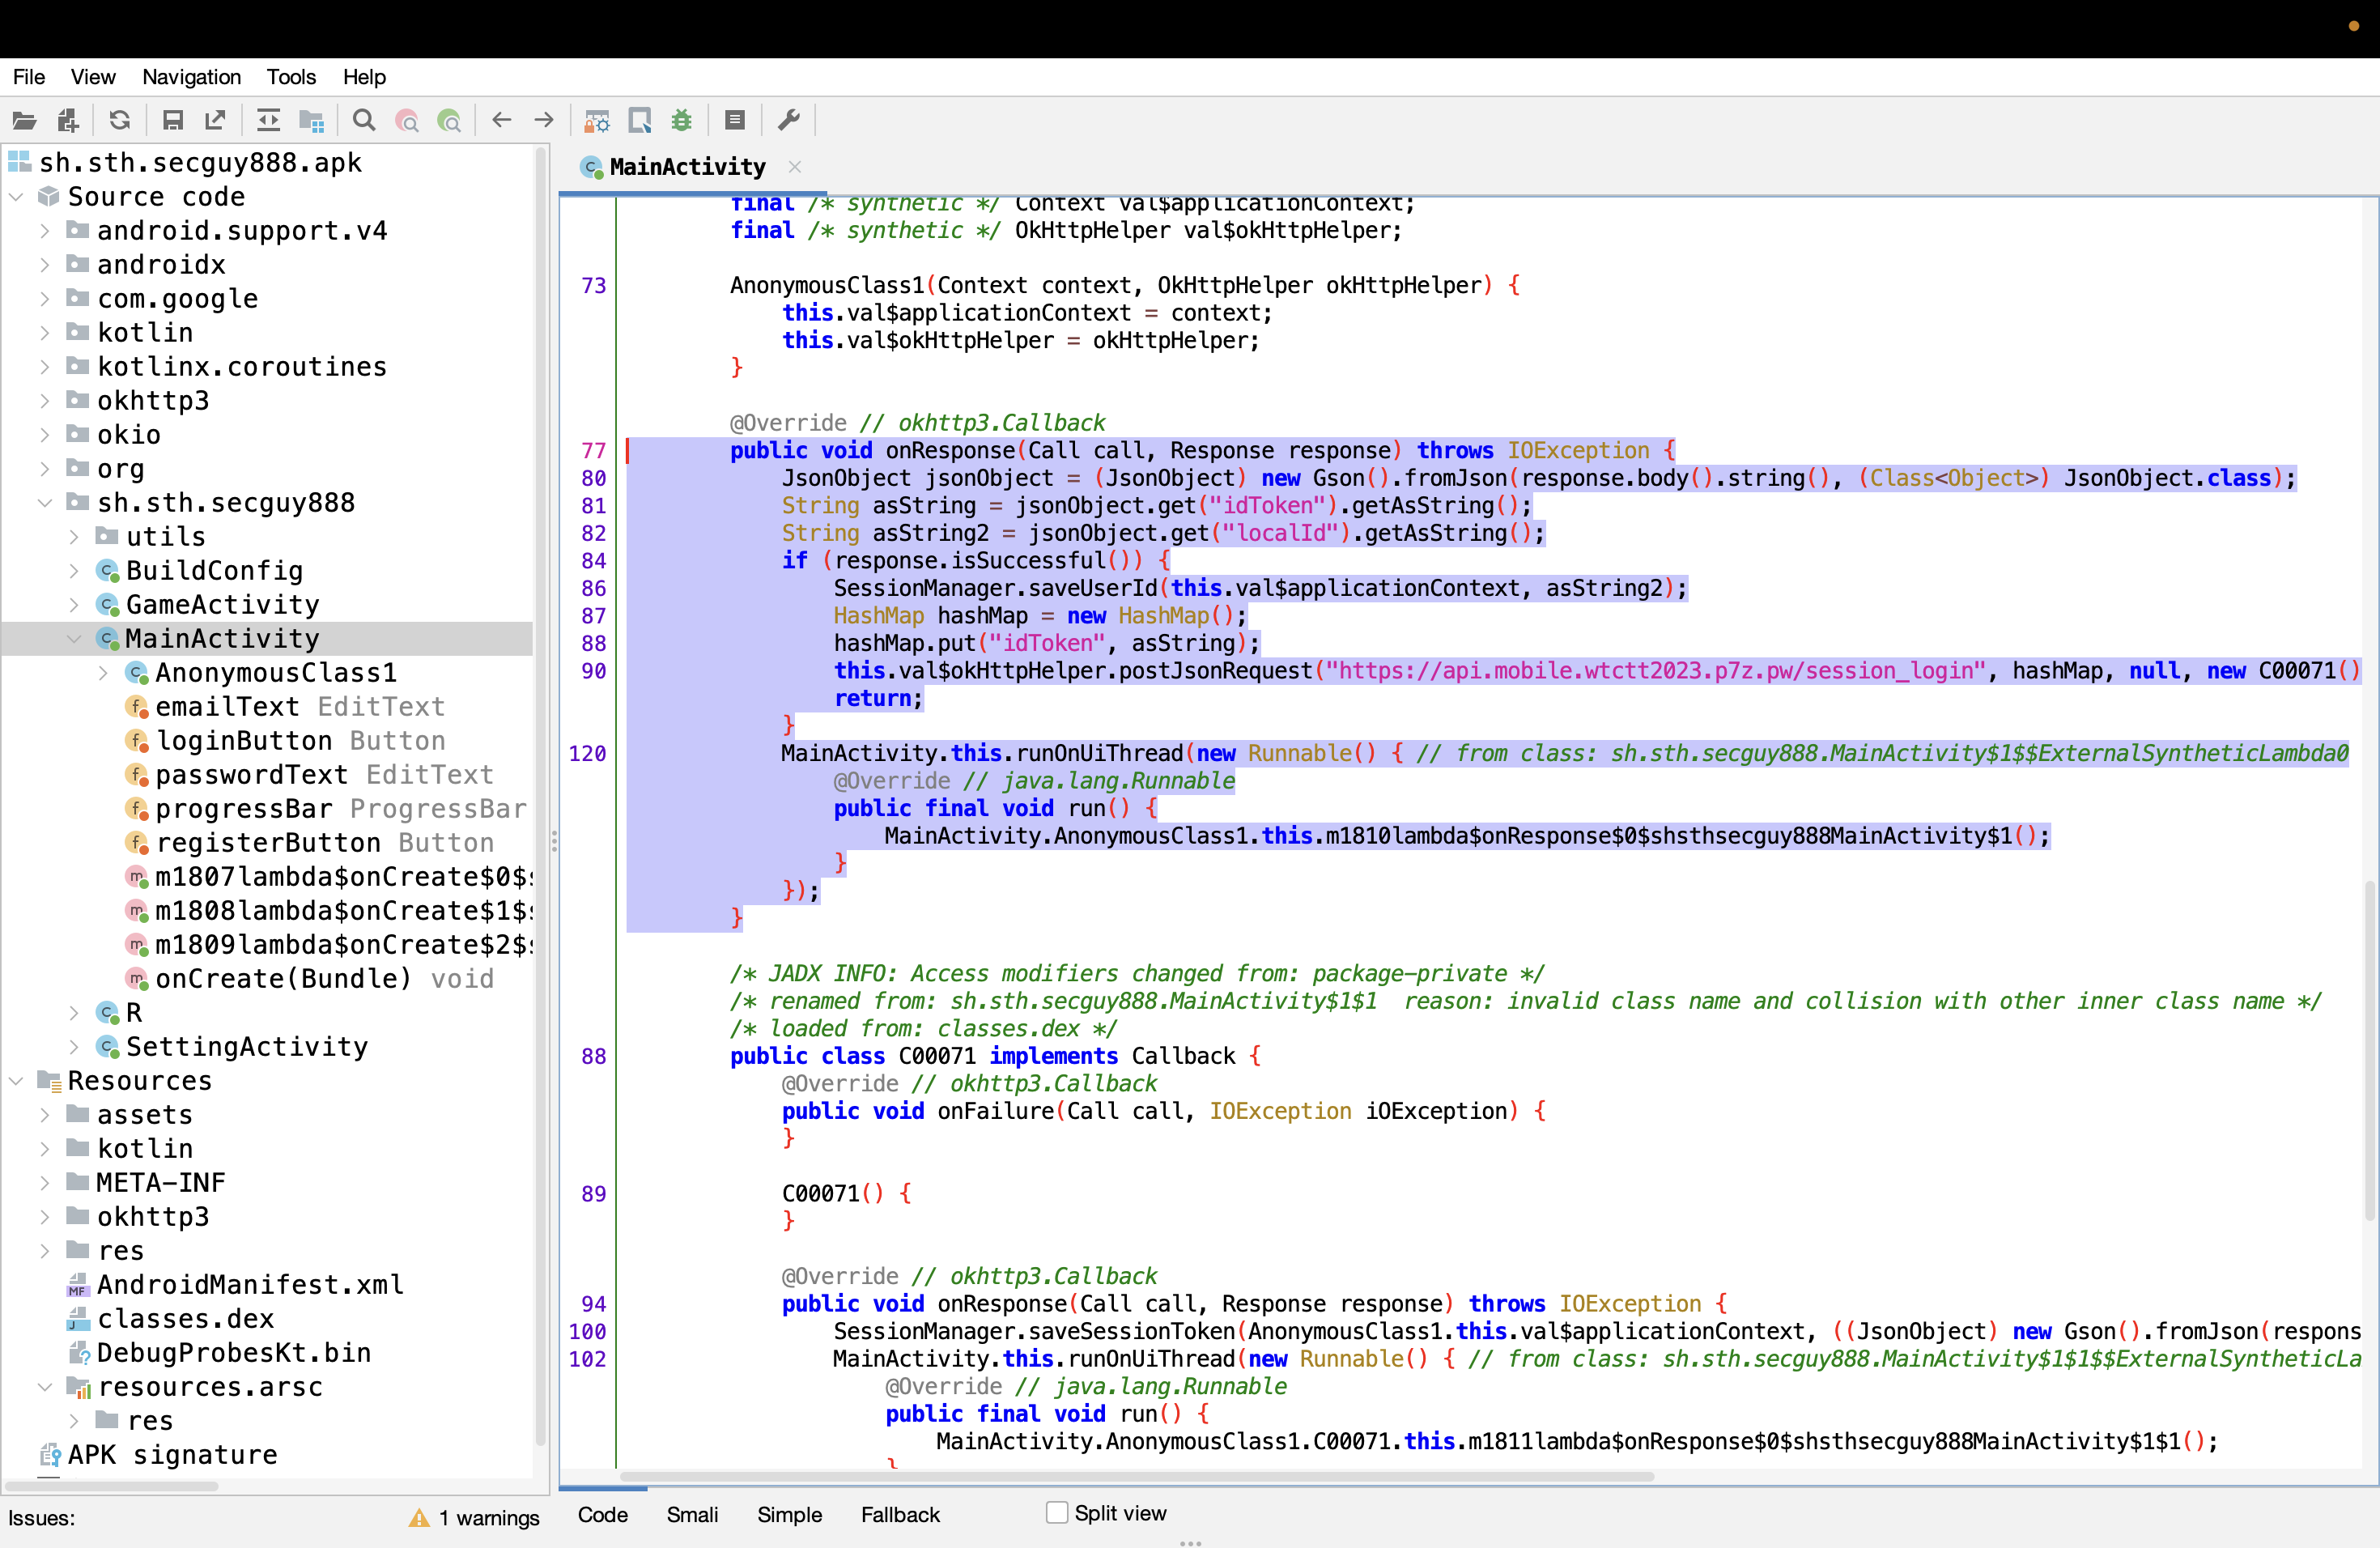 File View Navigation Tools Help
sh.sth.secguy888.apk
Source code
android.support.v4
androidx
com.google
kotlin
kotlinx.coroutines
okhttp3
okio
org
sh.sth.secguy888
utils
BuildConfig
GameActivity
MainActivity
AnonymousClass1
emailText EditText
loginButton Button
passwordText EditText
progressBar ProgressBar
registerButton Button
m1807lambda$onCreate$0$s
m1808lambda$onCreate$1$s
m1809lambda$onCreate$2$s
onCreate(Bundle) void
R
SettingActivity
Resources
assets
kotlin
META-INF
okhttp3
res
AndroidManifest.xml
classes.dex
DebugProbesKt.bin
resources.arsc
res
APK signature
Issues: 1 warnings
MainActivity
final /* synthetic */ Context val$applicationContext;
final /* synthetic */ OkHttpHelper val$okHttpHelper;
73 AnonymousClass1(Context context, OkHttpHelper okHttpHelper) {
this.val$applicationContext = context;
this.val$okHttpHelper = okHttpHelper;
}
@Override // okhttp3.Callback
77 public void onResponse(Call call, Response response) throws IOException {
80 JsonObject jsonObject = (JsonObject) new Gson().fromJson(response.body().string(), (Class<Object>) JsonObject.class);
81 String asString = jsonObject.get("idToken").getAsString();
82 String asString2 = jsonObject.get("localId").getAsString();
84 if (response.isSuccessful()) {
86 SessionManager.saveUserId(this.val$applicationContext, asString2);
87 HashMap hashMap = new HashMap();
88 hashMap.put("idToken", asString);
90 this.val$okHttpHelper.postJsonRequest("https://api.mobile.wtctt2023.p7z.pw/session_login", hashMap, null, new C00071()
return;
}
120 MainActivity.this.runOnUiThread(new Runnable() { // from class: sh.sth.secguy888.MainActivity$1$$ExternalSyntheticLambda0
@Override // java.lang.Runnable
public final void run() {
MainActivity.AnonymousClass1.this.m1810lambda$onResponse$0$shsthsecguy888MainActivity$1();
}
});
}
/* JADX INFO: Access modifiers changed from: package-private */
/* renamed from: sh.sth.secguy888.MainActivity$1$1 reason: invalid class name and collision with other inner class name */
/* loaded from: classes.dex */
88 public class C00071 implements Callback {
@Override // okhttp3.Callback
public void onFailure(Call call, IOException iOException) {
}
89 C00071() {
}
@Override // okhttp3.Callback
94 public void onResponse(Call call, Response response) throws IOException {
100 SessionManager.saveSessionToken(AnonymousClass1.this.val$applicationContext, ((JsonObject) new Gson().fromJson(respons
102 MainActivity.this.runOnUiThread(new Runnable() { // from class: sh.sth.secguy888.MainActivity$1$1$$ExternalSyntheticLa
@Override // java.lang.Runnable
public final void run() {
MainActivity.AnonymousClass1.C00071.this.m1811lambda$onResponse$0$shsthsecguy888MainActivity$1$1();
}
Code Smali Simple Fallback Split view